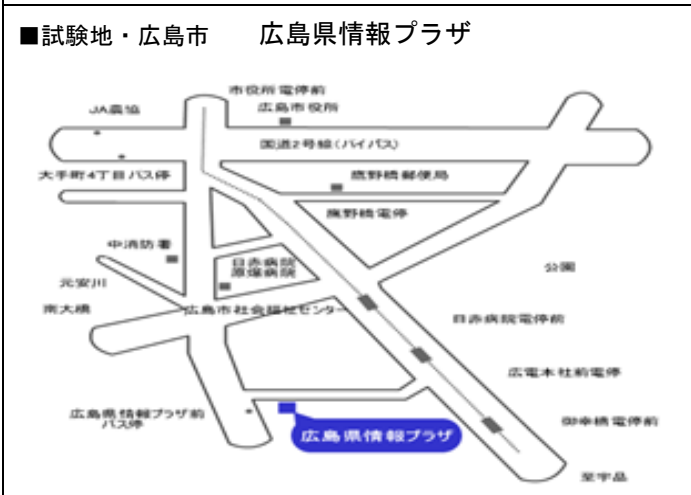 ■試験地・広島市　広島県情報プラザ
市役所電停前
JA農協
広島市役所
国道2号線(バイパス)
大手町4丁目バス停
鷹野橋郵便局
鷹野橋電停
中消防署
日赤病院
原爆病院
公園
元安川
南大橋
広島市社会福祉センター
日赤病院電停前
広電本社前電停
広島県情報プラザ前
バス停
広島県情報プラザ
御幸橋電停前
至宇品